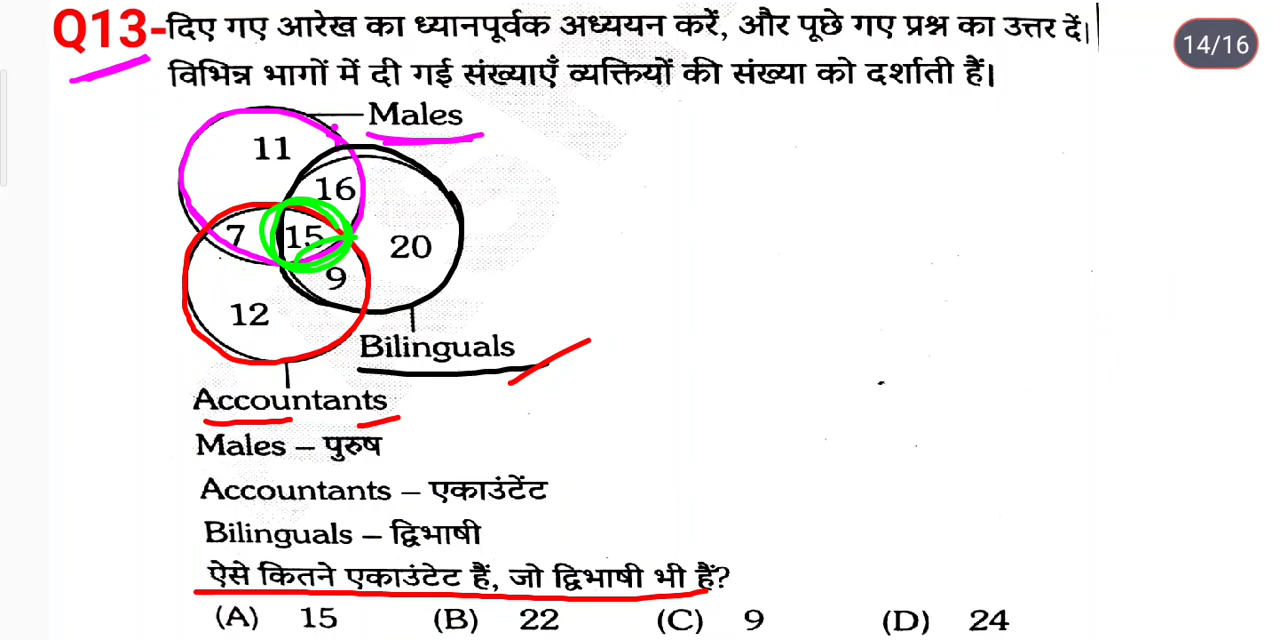 Q13-दिए गए आरेख का ध्यानपूर्वक अध्ययन करें, और पूछे गए प्रश्न का उत्तर दें।
14/16
विभिन्न भागों में दी गई संख्याएँ व्यक्तियों की संख्या को दर्शाती हैं।
Males
11
16
7
15
20
9
12
Bilinguals
Accountants
Males – पुरुष
Accountants – एकाउंटेंट
Bilinguals – द्विभाषी
ऐसे कितने एकाउंटेट हैं, जो द्विभाषी भी हैं?
(A) 15 (B) 22 (C) 9 (D) 24